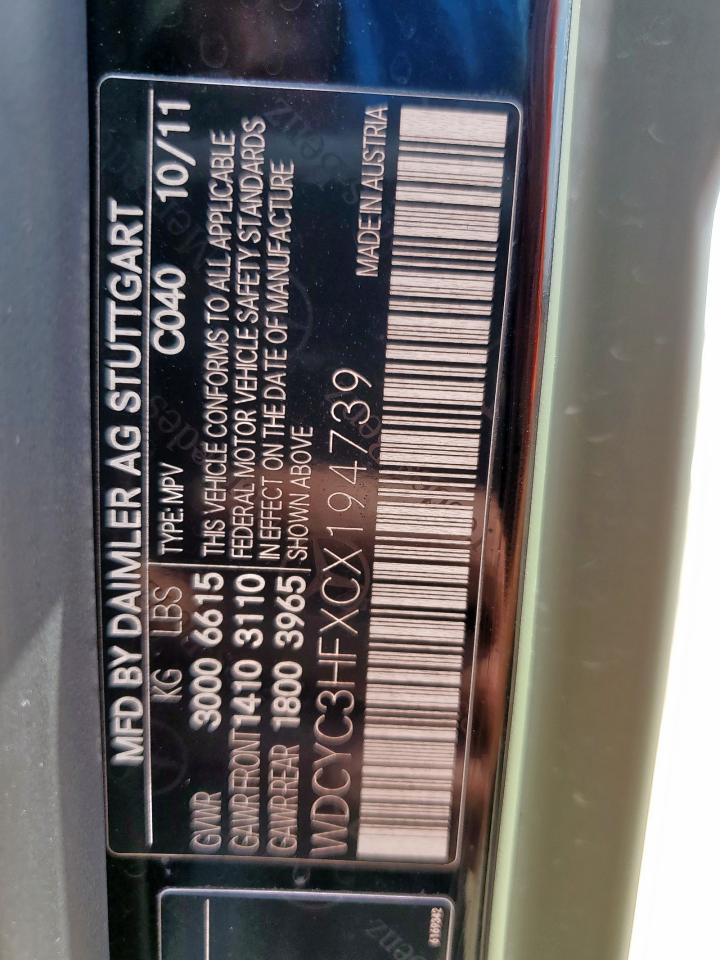 MFD BY DAIMLER AG STUTTGART
KG LBS TYPE:MPV C040 10/11
GVWR 3000 6615 THIS VEHICLE CONFORMS TO ALL APPLICABLE
GAWR FRONT 1410 3110 FEDERAL MOTOR VEHICLE SAFETY STANDARDS
GAWR REAR 1800 3965 IN EFFECT ON THE DATE OF MANUFACTURE
SHOWN ABOVE
WDCYC3HFXCX194739
MADE IN AUSTRIA
6169342